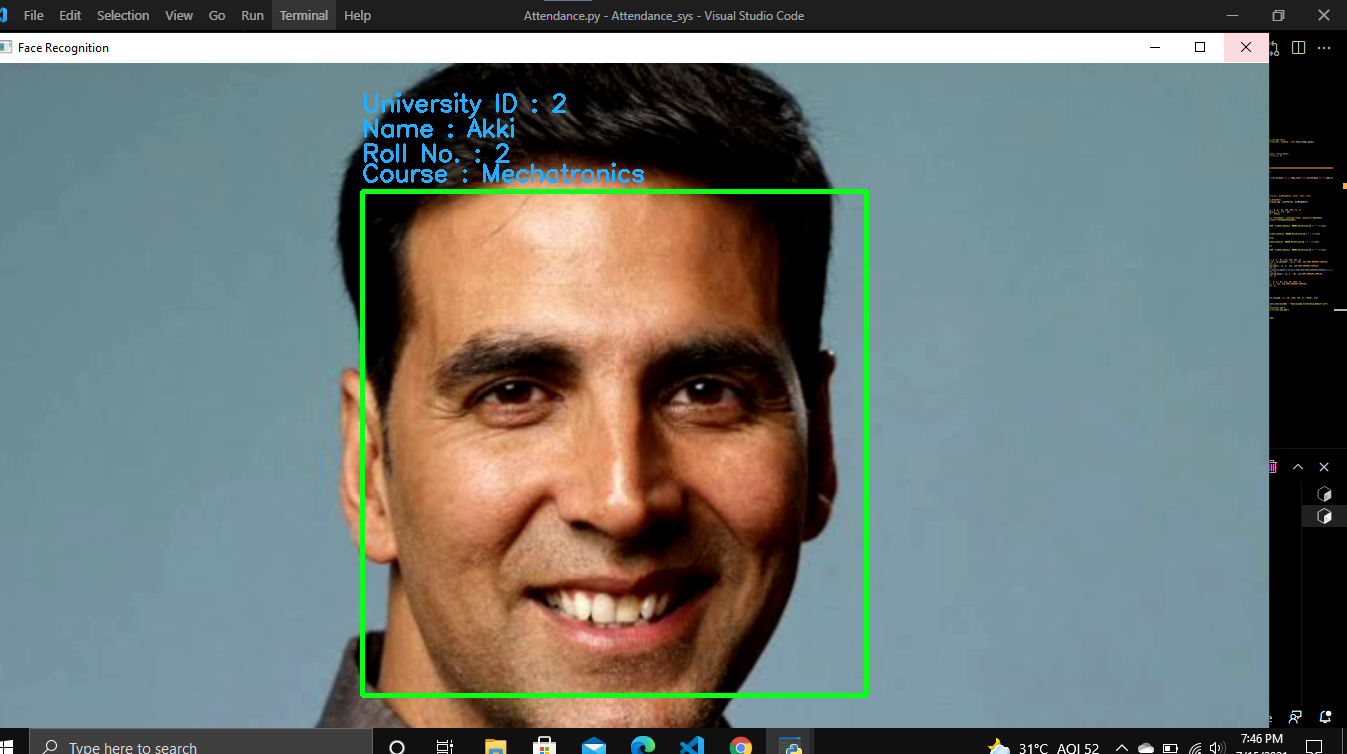 File Edit Selection View Go Run Terminal Help Attendance.py - Attendance_sys - Visual Studio Code
Face Recognition
University ID : 2
Name : Akki
Roll No. : 2
Course : Mechatronics
7:46 PM
Type here to search
31°C AQI 52